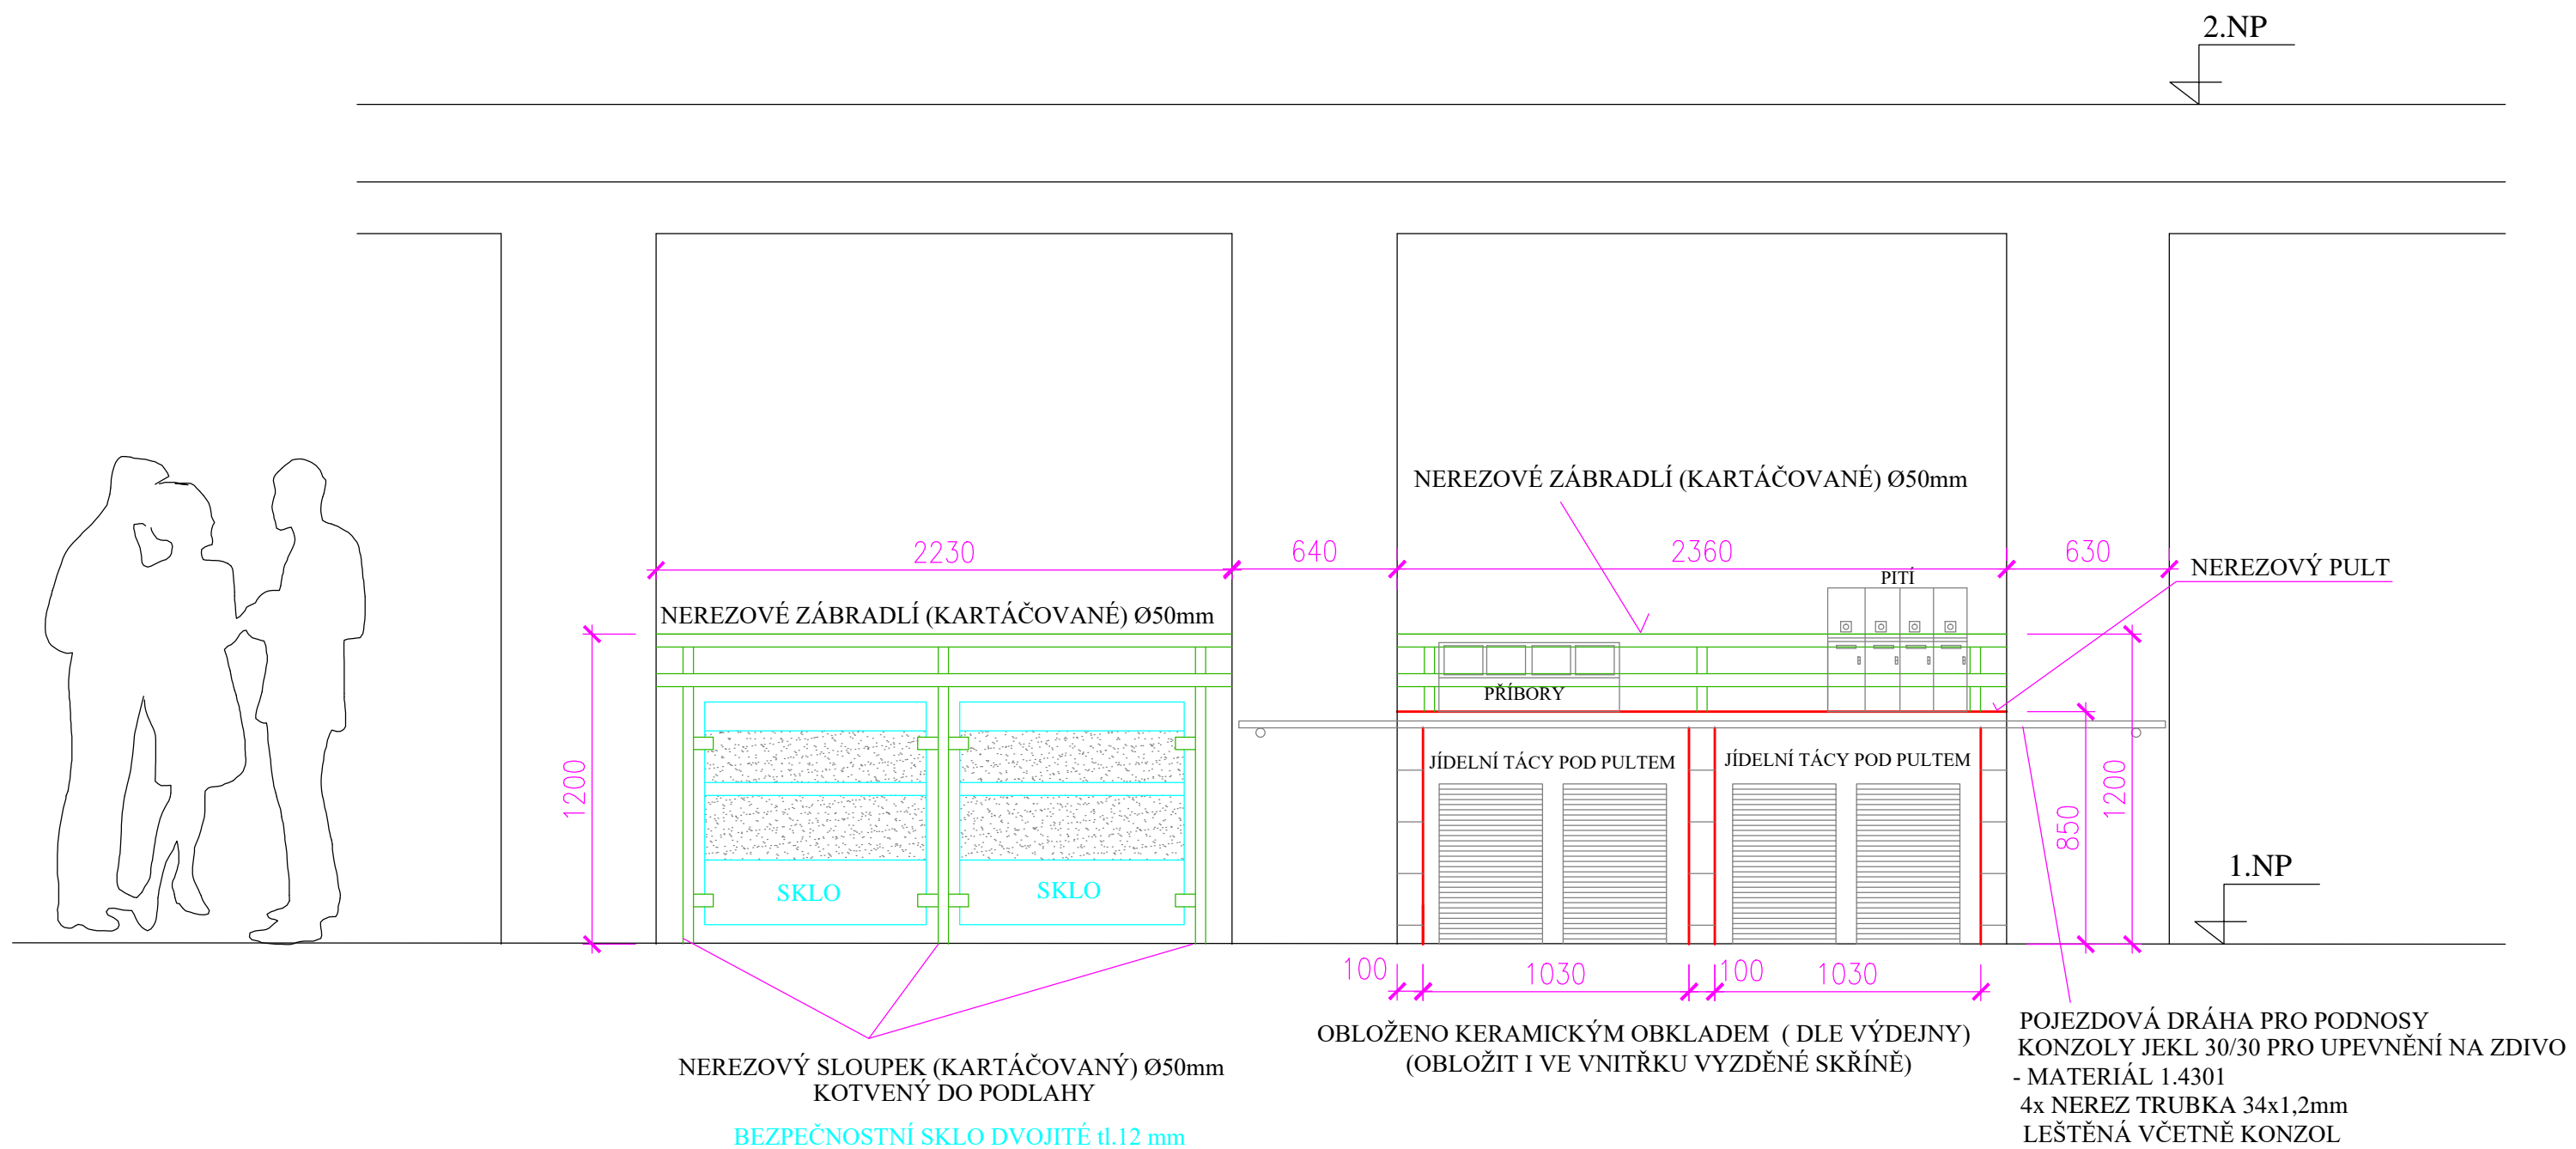 2.NP
NEREZOVÉ ZÁBRADLÍ (KARTÁČOVANÉ) Ø50mm
2230
640
2360
630
NEREZOVÝ PULT
PITÍ
NEREZOVÉ ZÁBRADLÍ (KARTÁČOVANÉ) Ø50mm
PŘÍBORY
JÍDELNÍ TÁCY POD PULTEM
JÍDELNÍ TÁCY POD PULTEM
1200
850
1200
1.NP
SKLO
SKLO
100
1030
100
1030
NEREZOVÝ SLOUPEK (KARTÁČOVANÝ) Ø50mm
KOTVENÝ DO PODLAHY
BEZPEČNOSTNÍ SKLO DVOJITÉ tl.12 mm
OBLOŽENO KERAMICKÝM OBKLADEM ( DLE VÝDEJNY)
(OBLOŽIT I VE VNITŘKU VYZDĚNÉ SKŘÍNĚ)
POJEZDOVÁ DRÁHA PRO PODNOSY
KONZOLY JEKL 30/30 PRO UPEVNĚNÍ NA ZDIVO
- MATERIÁL 1.4301
4x NEREZ TRUBKA 34x1,2mm
LEŠTĚNÁ VČETNĚ KONZOL